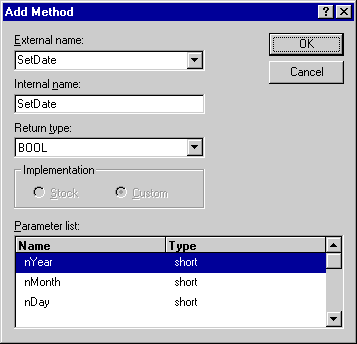 Add Method
External name:
SetDate
OK
Cancel
Internal name:
SetDate
Return type:
BOOL
Implementation
Stock
Custom
Parameter list:
Name Type
nYear short
nMonth short
nDay short